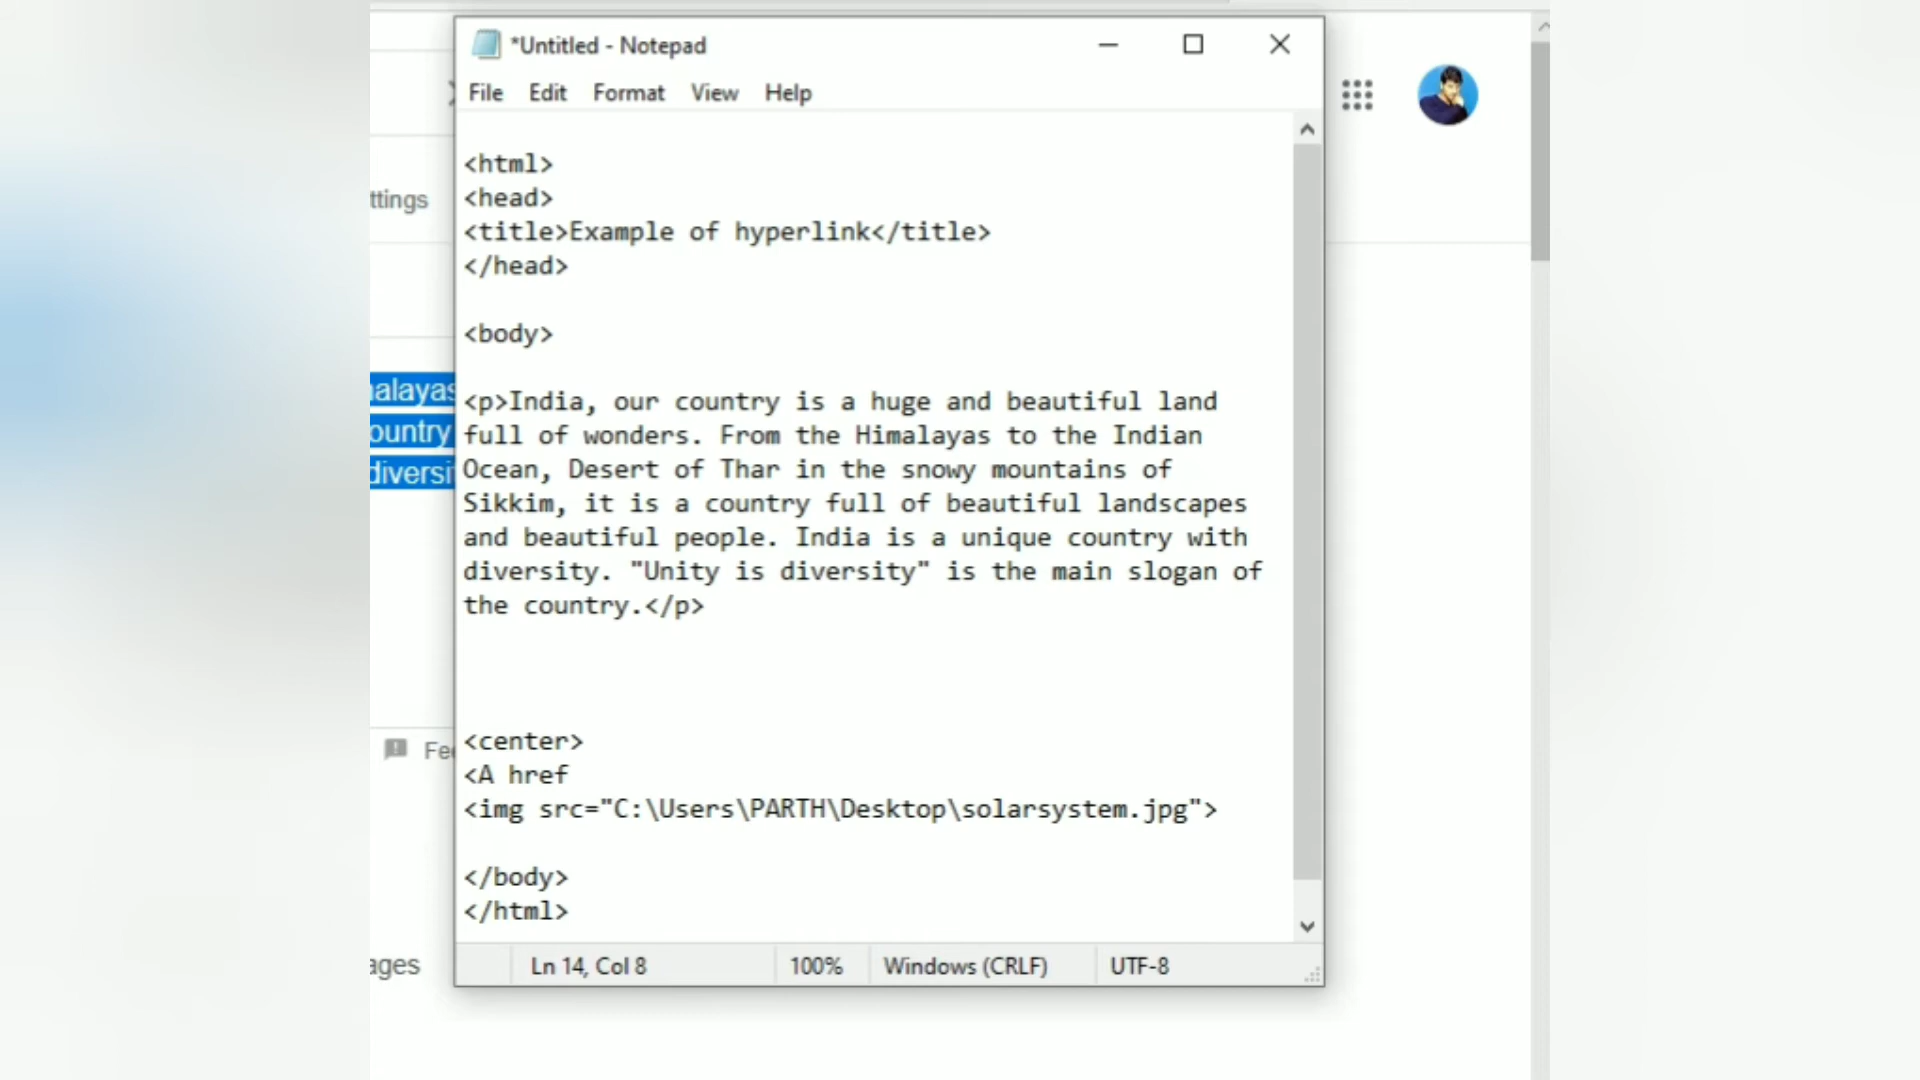 *Untitled - Notepad
File Edit Format View Help
ttings
<html>
<head>
<title>Example of hyperlink</title>
</head>
<body>
alayas
ountry
diversi
<p>India, our country is a huge and beautiful land
full of wonders. From the Himalayas to the Indian
Ocean, Desert of Thar in the snowy mountains of
Sikkim, it is a country full of beautiful landscapes
and beautiful people. India is a unique country with
diversity. "Unity is diversity" is the main slogan of
the country.</p>
<center>
Fee
<A href
<img src="C:\Users\PARTH\Desktop\solarsystem.jpg">
</body>
</html>
ages
Ln 14, Col 8 100% Windows (CRLF) UTF-8